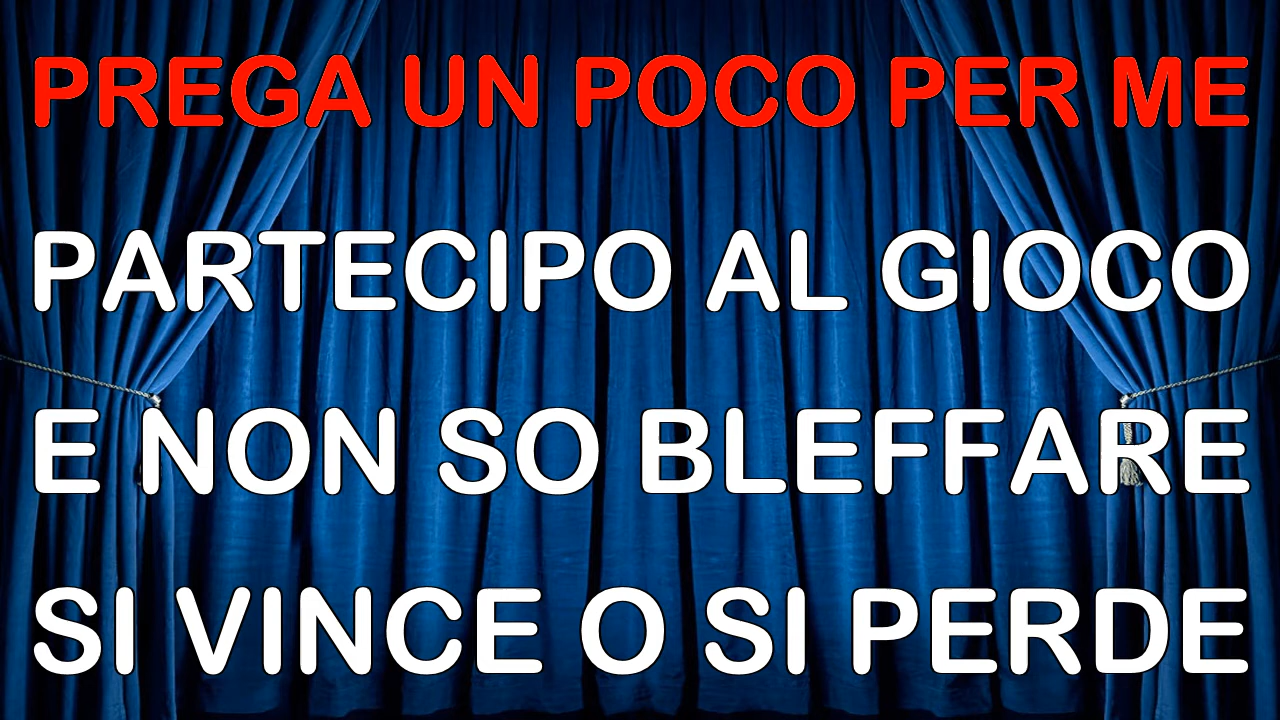 PREGA UN POCO PER ME
PARTECIPO AL GIOCO
E NON SO BLEFFARE
SI VINCE O SI PERDE